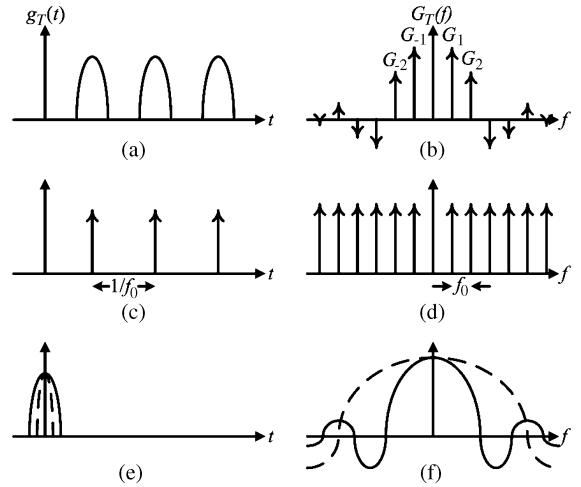 g_T(t)
t
(a)
G_T(f)
G_-1
G_1
G_-2
G_2
f
(b)
1/f_0
t
(c)
f_0
f
(d)
t
(e)
f
(f)